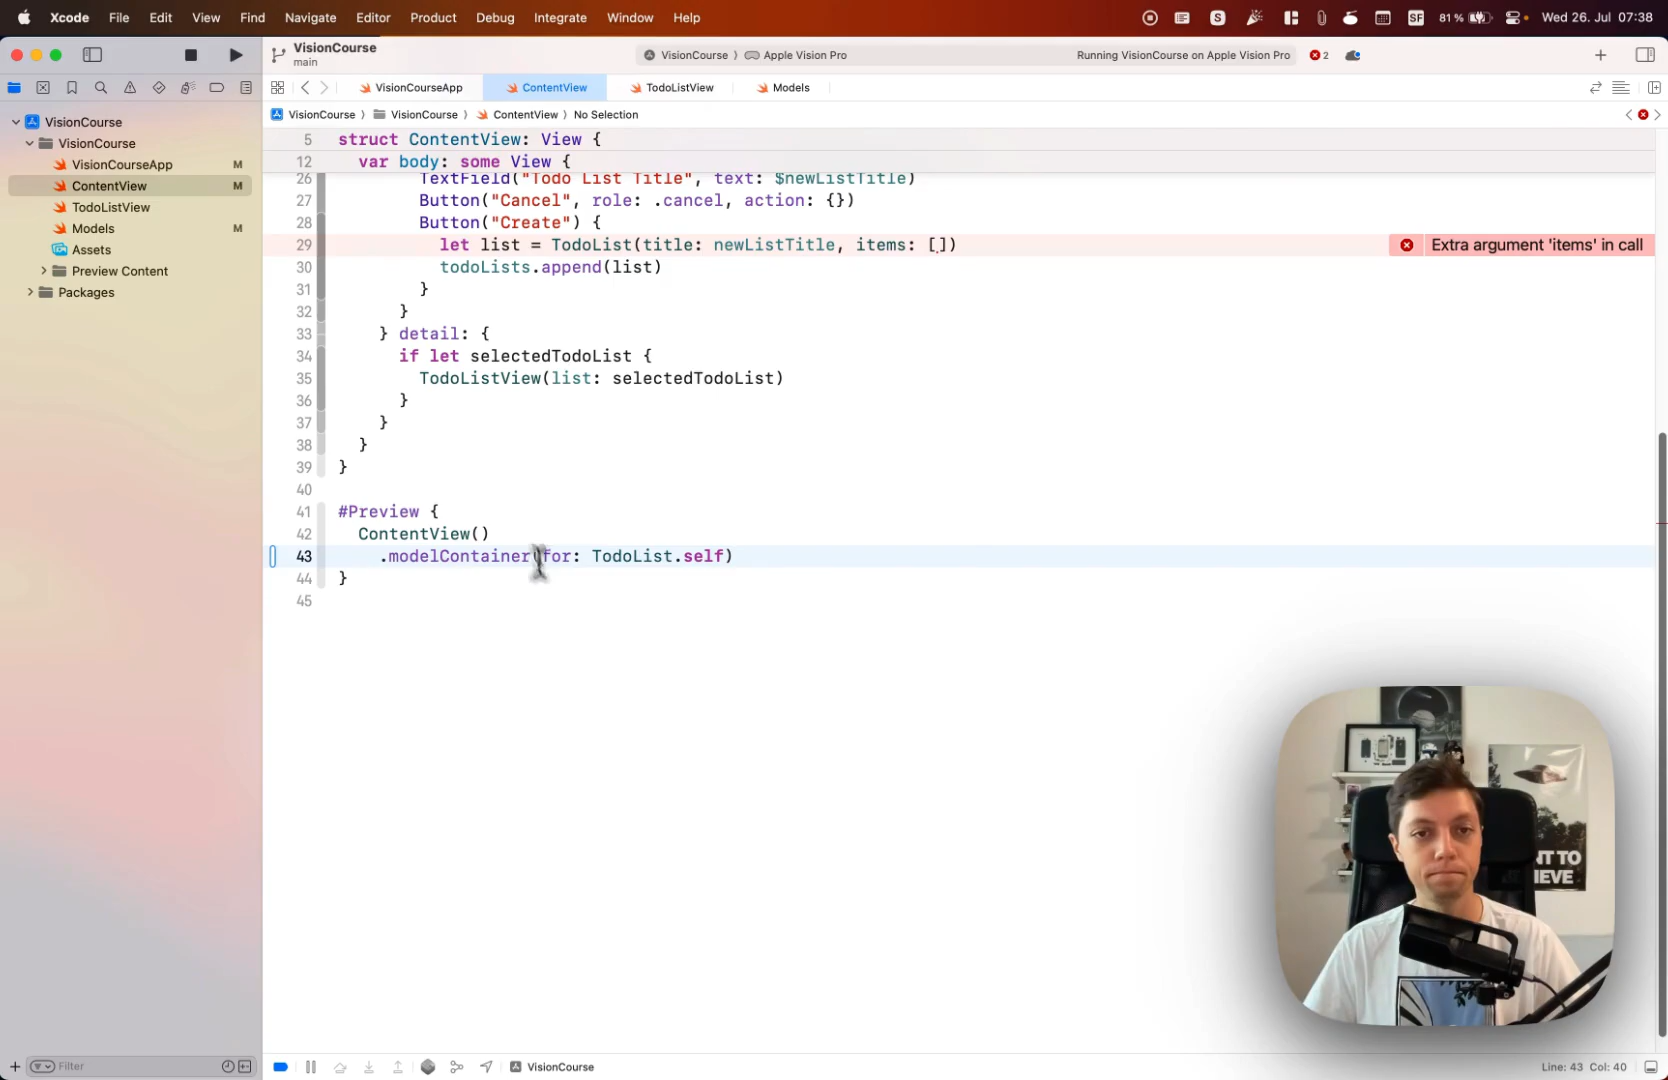 Xcode File Edit View Find Navigate Editor Product Debug Integrate Window Help
S SF 81 % Wed 26. Jul 07:38
VisionCourse
main
VisionCourse Apple Vision Pro Running VisionCourse on Apple Vision Pro 2
VisionCourseApp ContentView TodoListView Models
VisionCourse VisionCourse ContentView No Selection
VisionCourse
VisionCourse
VisionCourseApp M
ContentView M
TodoListView
Models M
Assets
Preview Content
Packages
5 struct ContentView: View {
12 var body: some View {
26 TextField("Todo List Title", text: $newListTitle)
27 Button("Cancel", role: .cancel, action: {})
28 Button("Create") {
29 let list = TodoList(title: newListTitle, items: [])
Extra argument 'items' in call
30 todoLists.append(list)
31 }
32 }
33 } detail: {
34 if let selectedTodoList {
35 TodoListView(list: selectedTodoList)
36 }
37 }
38 }
39 }
40
41 #Preview {
42 ContentView()
43 .modelContainer(for: TodoList.self)
44 }
45
NT TO
IEVE
Filter
VisionCourse
Line: 43 Col: 40